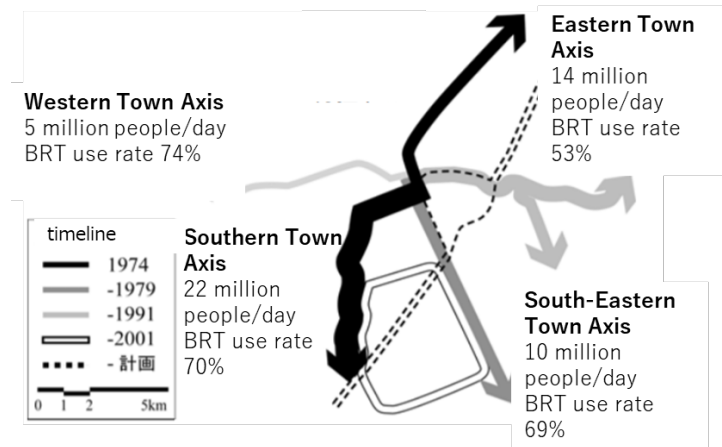 Eastern Town
Axis
14 million
people/day
BRT use rate
53%
Western Town Axis
5 million people/day
BRT use rate 74%
timeline
1974
-1979
-1991
-2001
- 計画
0 1 2 5km
Southern Town
Axis
22 million
people/day
BRT use rate
70%
South-Eastern
Town Axis
10 million
people/day
BRT use rate
69%